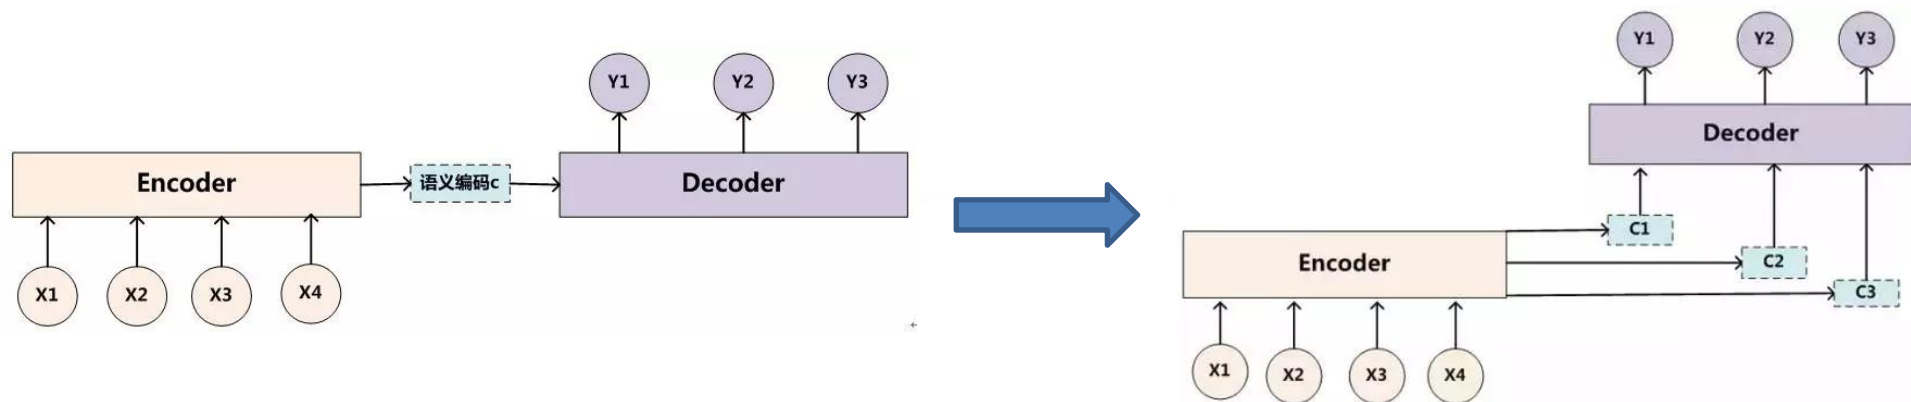 Y1 Y2 Y3
Encoder 语义编码c Decoder
X1 X2 X3 X4
Y1 Y2 Y3
Decoder
C1
Encoder C2
C3
X1 X2 X3 X4